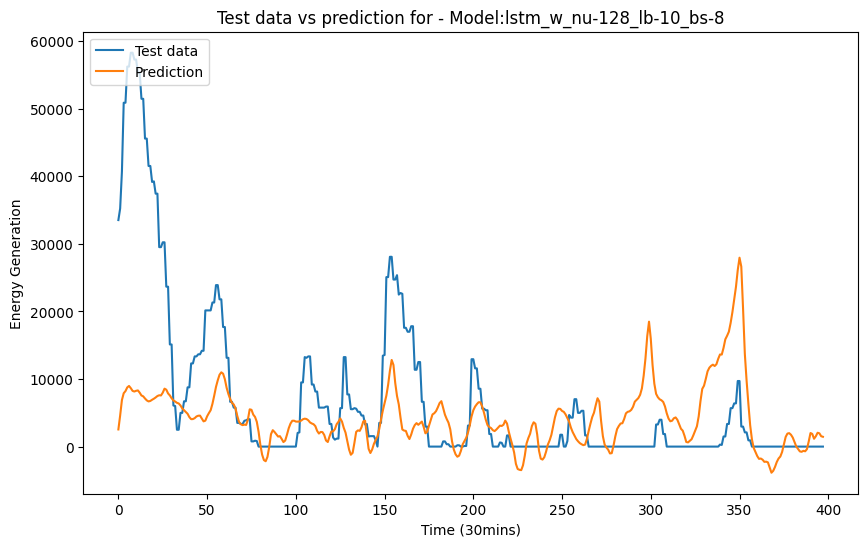 Test data vs prediction for - Model:lstm_w_nu-128_lb-10_bs-8
60000
50000
40000
30000
20000
10000
0
Energy Generation
Test data
Prediction
0 50 100 150 200 250 300 350 400
Time (30mins)